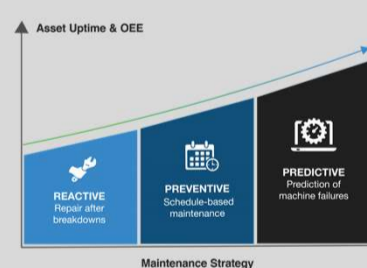 Asset Uptime & OEE
REACTIVE
Repair after
breakdowns
PREVENTIVE
Schedule-based
maintenance
PREDICTIVE
Prediction of
machine failures
Maintenance Strategy